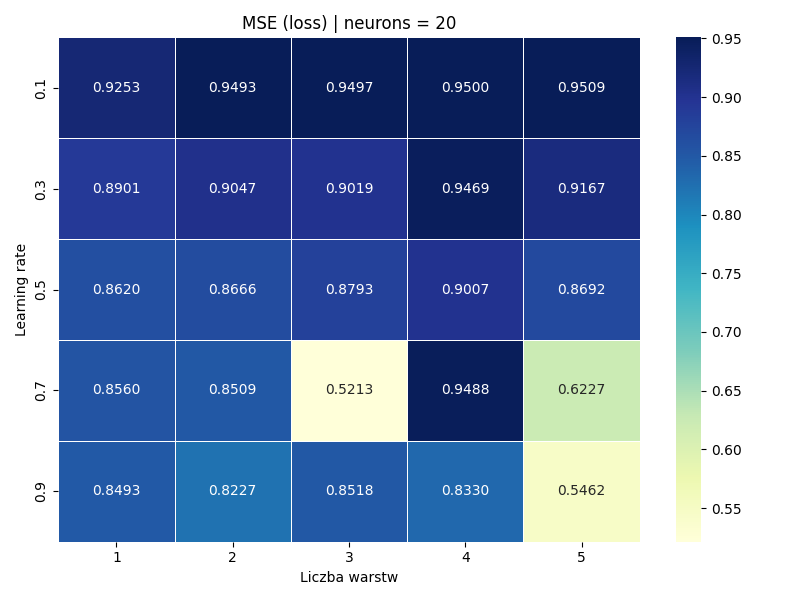 MSE (loss) | neurons = 20
Learning rate
0.1 0.9253 0.9493 0.9497 0.9500 0.9509
0.3 0.8901 0.9047 0.9019 0.9469 0.9167
0.5 0.8620 0.8666 0.8793 0.9007 0.8692
0.7 0.8560 0.8509 0.5213 0.9488 0.6227
0.9 0.8493 0.8227 0.8518 0.8330 0.5462
1 2 3 4 5
Liczba warstw
0.95
0.90
0.85
0.80
0.75
0.70
0.65
0.60
0.55